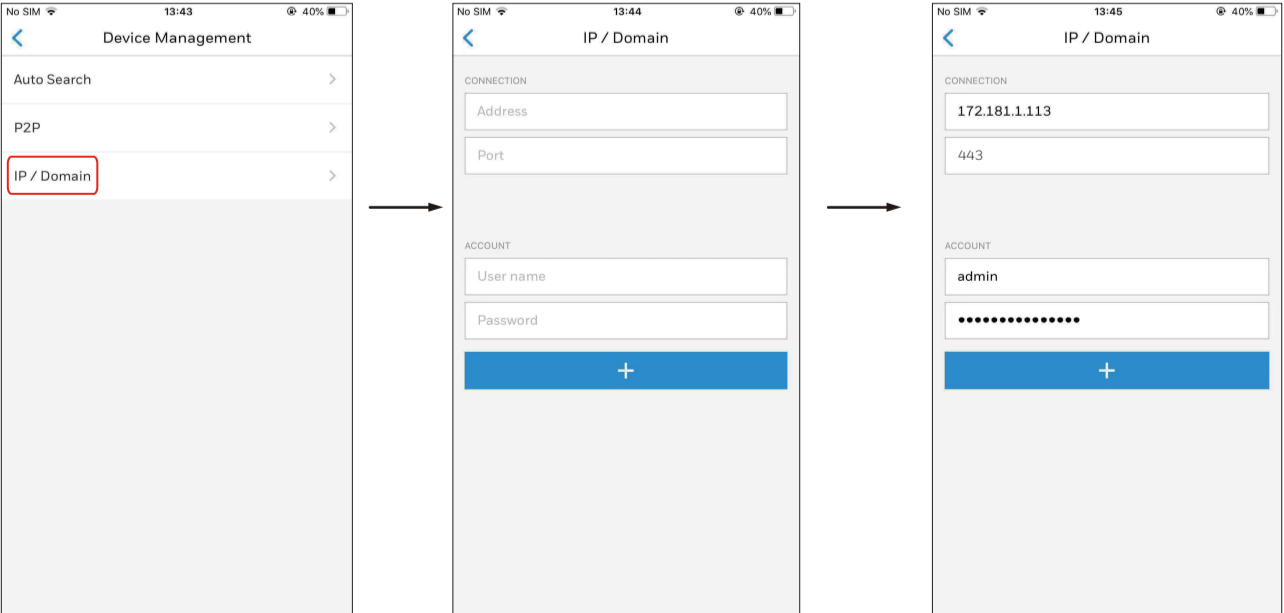 No SIM 13:43 40%
Device Management
Auto Search
P2P
IP / Domain
No SIM 13:44 40%
IP / Domain
CONNECTION
Address
Port
ACCOUNT
User name
Password
+
No SIM 13:45 40%
IP / Domain
CONNECTION
172.181.1.113
443
ACCOUNT
admin
•••••••••••••••
+